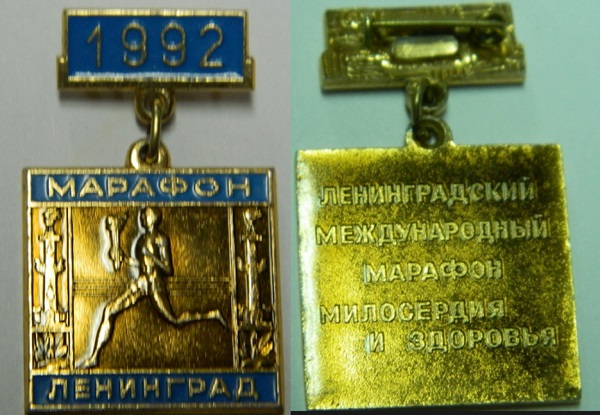 1992
МАРАФОН
ЛЕНИНГРАД
ЛЕНИНГРАДСКИЙ
МЕЖДУНАРОДНЫЙ
МАРАФОН
МИЛОСЕРДИЯ
И ЗДОРОВЬЯ